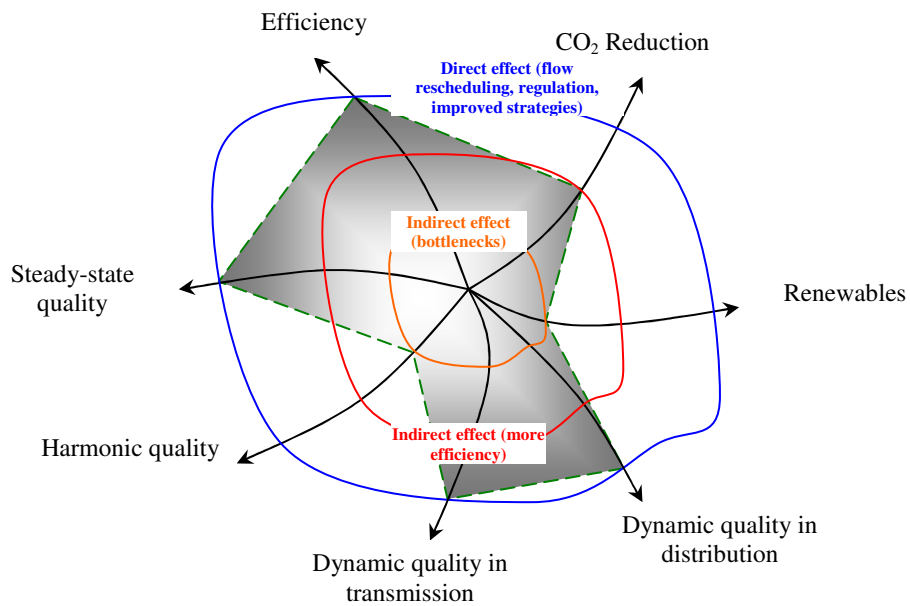 Efficiency
CO₂ Reduction
Direct effect (flow
rescheduling, regulation,
improved strategies)
Indirect effect
(bottlenecks)
Steady-state
quality
Renewables
Harmonic quality
Indirect effect (more
efficiency)
Dynamic quality in
distribution
Dynamic quality in
transmission